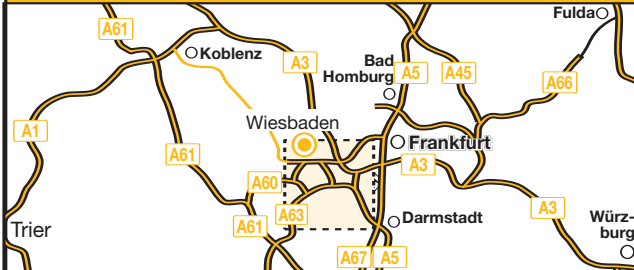 Fulda
A61
Koblenz
A3
Bad
Homburg
A5
A45
A66
A1
Wiesbaden
Frankfurt
A61
A3
A60
A63
A3
A61
Darmstadt
Trier
Würz-
burg
A67
A5